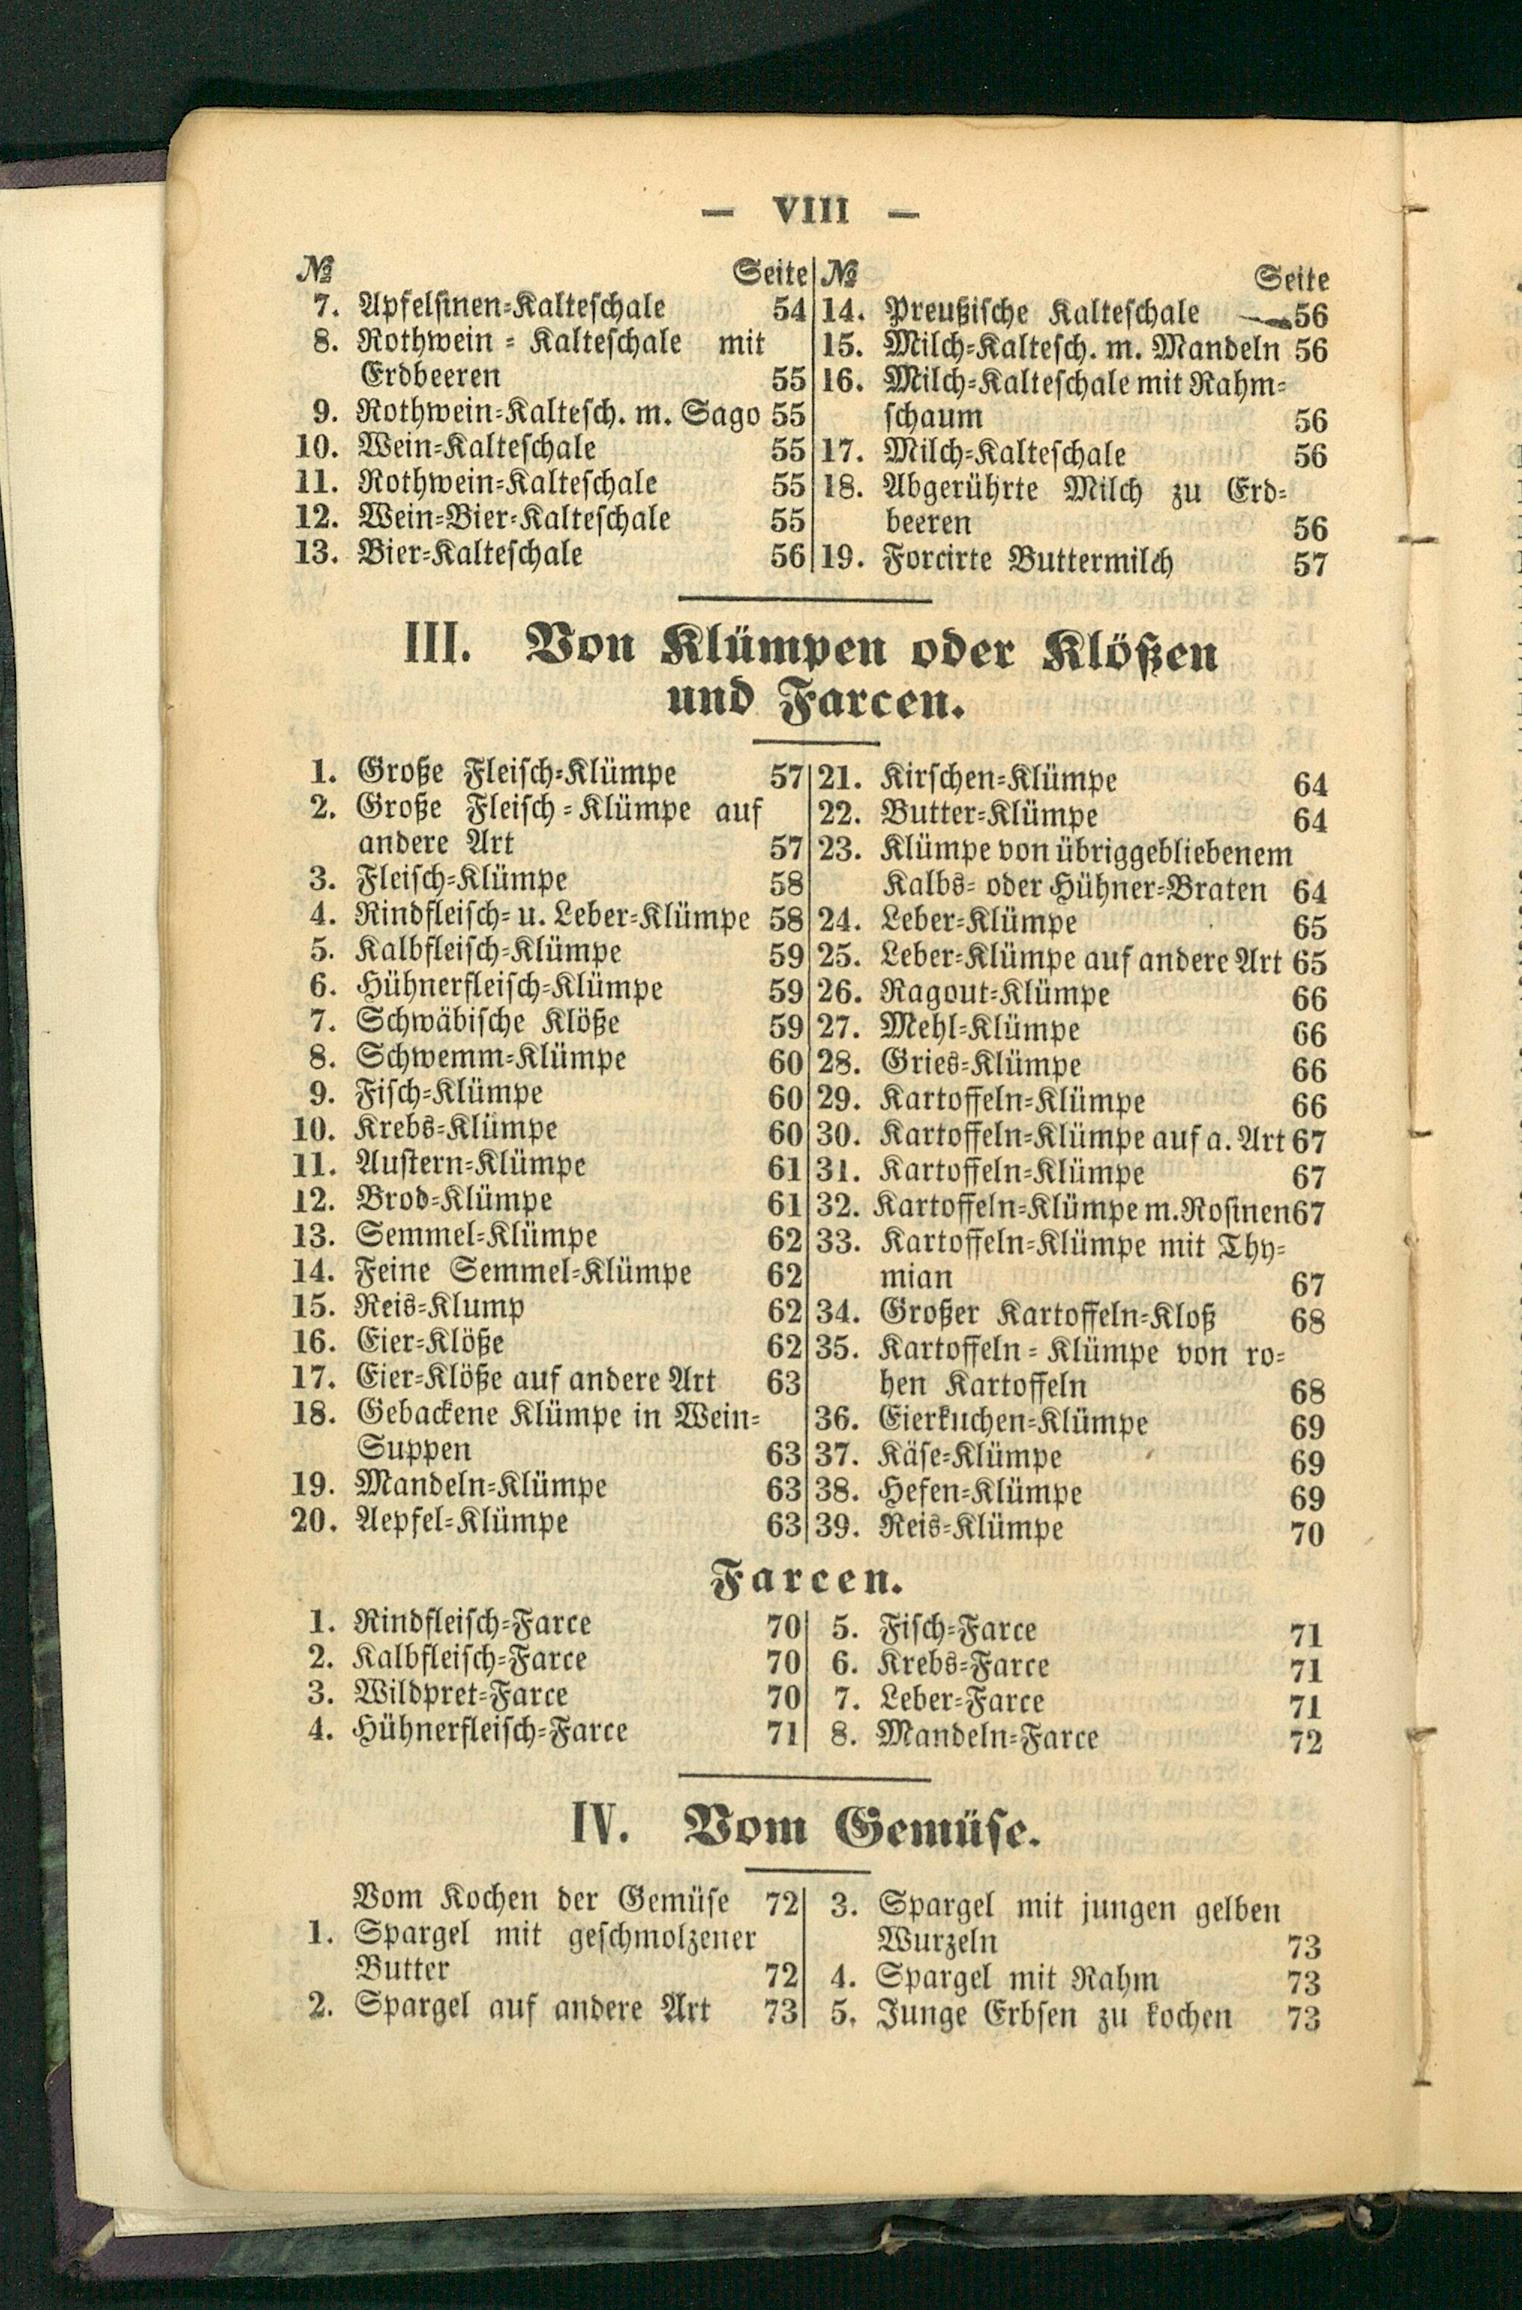 — VIII —
№ Seite
7. Apfelsinen-Kalteschale 54
8. Rothwein-Kalteschale mit
Erdbeeren 55
9. Rothwein-Kaltesch. m. Sago 55
10. Wein-Kalteschale 55
11. Rothwein-Kalteschale 55
12. Wein-Bier-Kalteschale 55
13. Bier-Kalteschale 56
№ Seite
14. Preußische Kalteschale 56
15. Milch-Kaltesch. m. Mandeln 56
16. Milch-Kalteschale mit Rahm-
schaum 56
17. Milch-Kalteschale 56
18. Abgerührte Milch zu Erd-
beeren 56
19. Forcirte Buttermilch 57
III. Von Klümpen oder Klößen
und Farcen.
1. Große Fleisch-Klümpe 57
2. Große Fleisch-Klümpe auf
andere Art 57
3. Fleisch-Klümpe 58
4. Rindfleisch- u. Leber-Klümpe 58
5. Kalbfleisch-Klümpe 59
6. Hühnerfleisch-Klümpe 59
7. Schwäbische Klöße 59
8. Schwemm-Klümpe 60
9. Fisch-Klümpe 60
10. Krebs-Klümpe 60
11. Austern-Klümpe 61
12. Brod-Klümpe 61
13. Semmel-Klümpe 62
14. Feine Semmel-Klümpe 62
15. Reis-Klump 62
16. Eier-Klöße 62
17. Eier-Klöße auf andere Art 63
18. Gebackene Klümpe in Wein-
Suppen 63
19. Mandeln-Klümpe 63
20. Aepfel-Klümpe 63
21. Kirschen-Klümpe 64
22. Butter-Klümpe 64
23. Klümpe von übriggebliebenem
Kalbs- oder Hühner-Braten 64
24. Leber-Klümpe 65
25. Leber-Klümpe auf andere Art 65
26. Ragout-Klümpe 66
27. Mehl-Klümpe 66
28. Gries-Klümpe 66
29. Kartoffeln-Klümpe 66
30. Kartoffeln-Klümpe auf a. Art 67
31. Kartoffeln-Klümpe 67
32. Kartoffeln-Klümpe m. Rosinen 67
33. Kartoffeln-Klümpe mit Thy-
mian 67
34. Großer Kartoffeln-Kloß 68
35. Kartoffeln-Klümpe von ro-
hen Kartoffeln 68
36. Eierkuchen-Klümpe 69
37. Käse-Klümpe 69
38. Hefen-Klümpe 69
39. Reis-Klümpe 70
Farcen.
1. Rindfleisch-Farce 70
2. Kalbfleisch-Farce 70
3. Wildpret-Farce 70
4. Hühnerfleisch-Farce 71
5. Fisch-Farce 71
6. Krebs-Farce 71
7. Leber-Farce 71
8. Mandeln-Farce 72
IV. Vom Gemüse.
Vom Kochen der Gemüse 72
1. Spargel mit geschmolzener
Butter 72
2. Spargel auf andere Art 73
3. Spargel mit jungen gelben
Wurzeln 73
4. Spargel mit Rahm 73
5. Junge Erbsen zu kochen 73